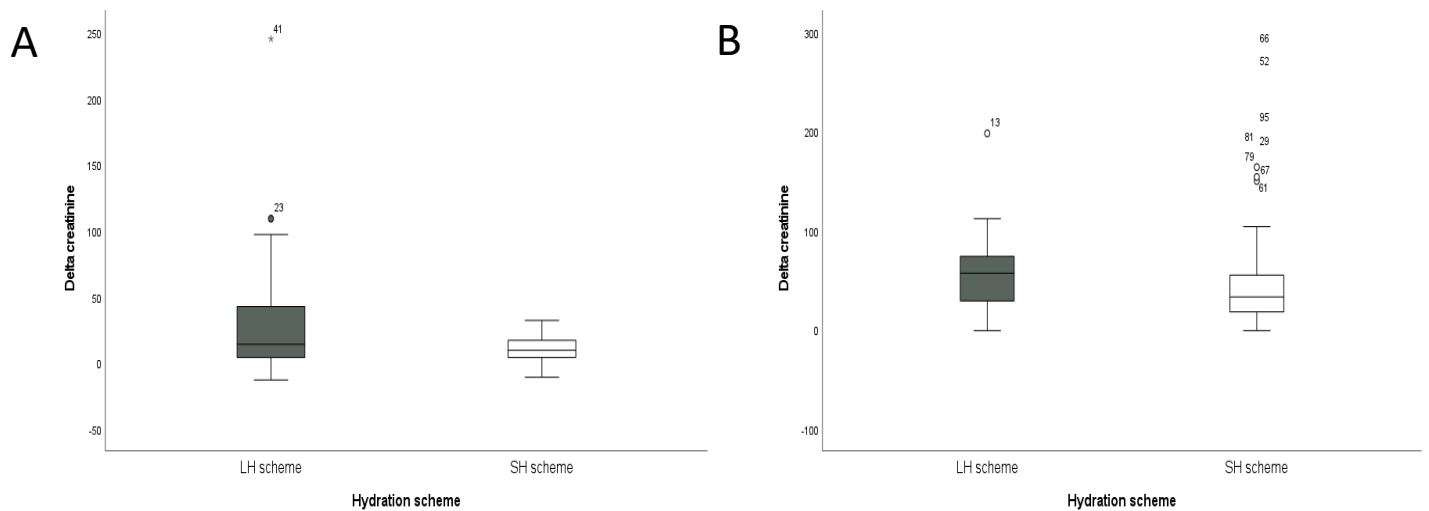 A
250
200
150
100
50
0
-50
41
23
Delta creatinine
LH scheme
SH scheme
Hydration scheme
B
300
200
100
0
-100
13
66
52
95
81 29
79
67
61
Delta creatinine
LH scheme
SH scheme
Hydration scheme